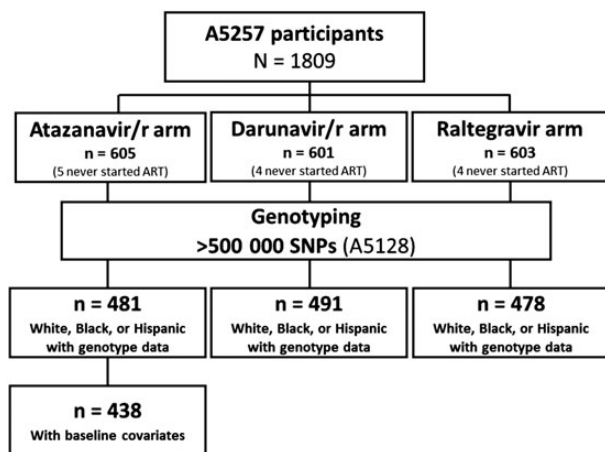 A5257 participants
N = 1809
Atazanavir/r arm
n = 605
(5 never started ART)
Darunavir/r arm
n = 601
(4 never started ART)
Raltegravir arm
n = 603
(4 never started ART)
Genotyping
>500 000 SNPs (A5128)
n = 481
White, Black, or Hispanic
with genotype data
n = 491
White, Black, or Hispanic
with genotype data
n = 478
White, Black, or Hispanic
with genotype data
n = 438
With baseline covariates